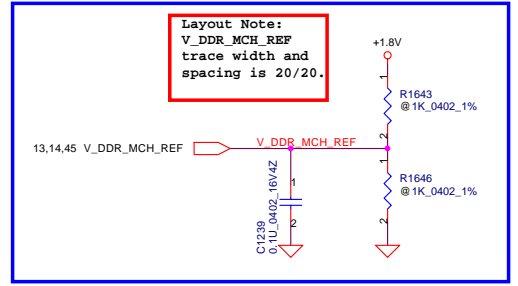 Layout Note:
V_DDR_MCH_REF
trace width and
spacing is 20/20.
+1.8V
1
R1643
@1K_0402_1%
2
13,14,45 V_DDR_MCH_REF
V_DDR_MCH_REF
1
R1646
@1K_0402_1%
2
1
2
C1239
0.1U_0402_16V4Z